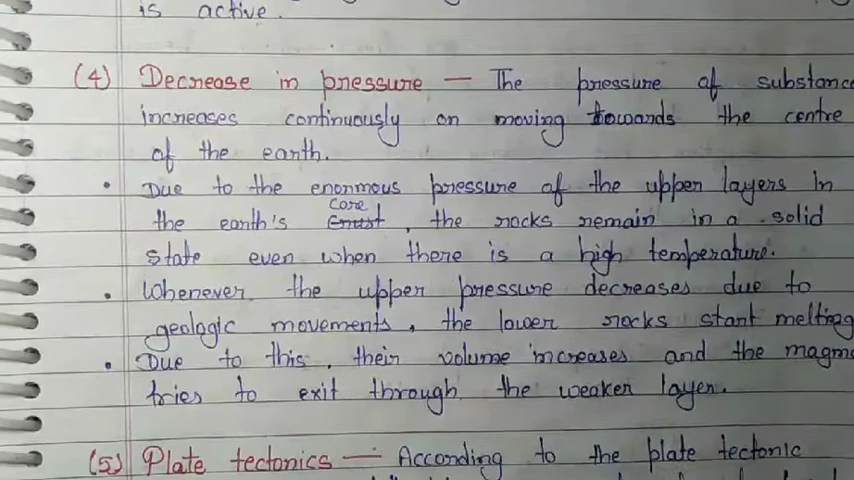 is active.
(4) Decrease in pressure — The pressure of substance
increases continuously on moving towards the centre
of the earth.
• Due to the enormous pressure of the upper layers in
the earth's core, the rocks remain in a solid
state even when there is a high temperature.
• Whenever the upper pressure decreases due to
geologic movements, the lower rocks start melting
• Due to this, their volume increases and the magma
tries to exit through the weaker layer.
(5) Plate tectonics — According to the plate tectonic